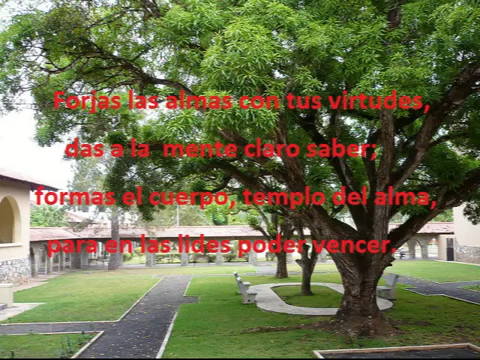 Forjas las almas con tus virtudes,
das a la mente claro saber;
formas el cuerpo, templo del alma,
para en las lides poder vencer.